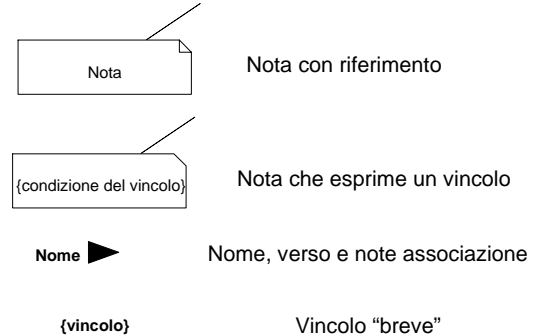 Nota Nota con riferimento
{condizione del vincolo} Nota che esprime un vincolo
Nome Nome, verso e note associazione
{vincolo} Vincolo “breve”